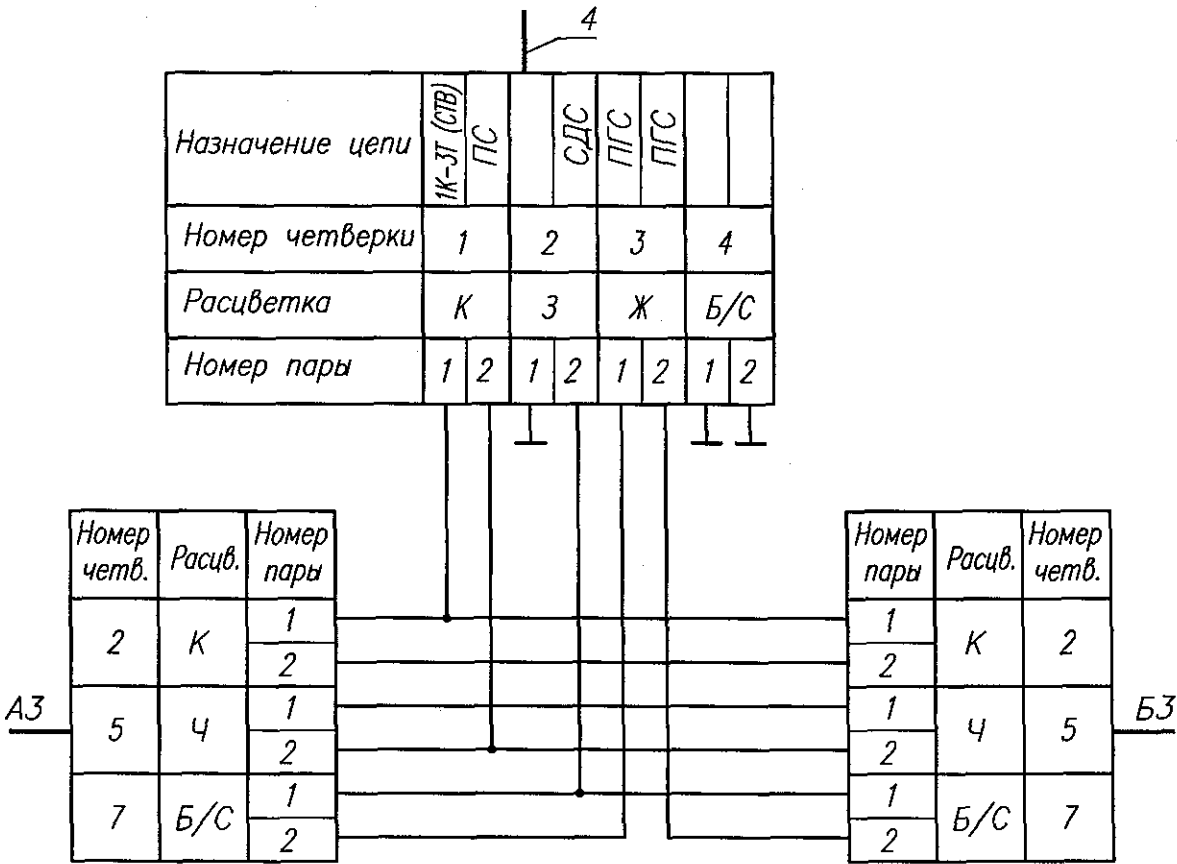 4
Назначение цепи 1К-3Т (СТВ) ПС СДС ПГС ПГС
Номер четверки 1 2 3 4
Расцветка К З Ж Б/С
Номер пары 1 2 1 2 1 2 1 2
Номер четв. Расцв. Номер пары
2 К 1
2
5 Ч 1
2
7 Б/С 1
2
А3
Номер пары Расцв. Номер четв.
1 К 2
2
1 Ч 5
2
1 Б/С 7
2
Б3